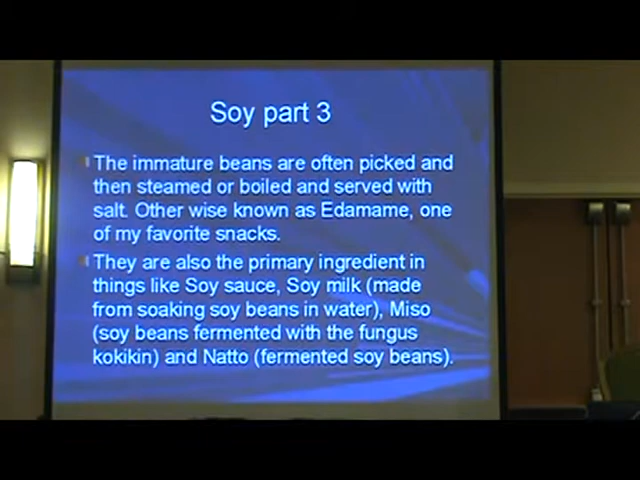 Soy part 3
The immature beans are often picked and
then steamed or boiled and served with
salt. Other wise known as Edamame, one
of my favorite snacks.
They are also the primary ingredient in
things like Soy sauce, Soy milk (made
from soaking soy beans in water), Miso
(soy beans fermented with the fungus
kokikin) and Natto (fermented soy beans).